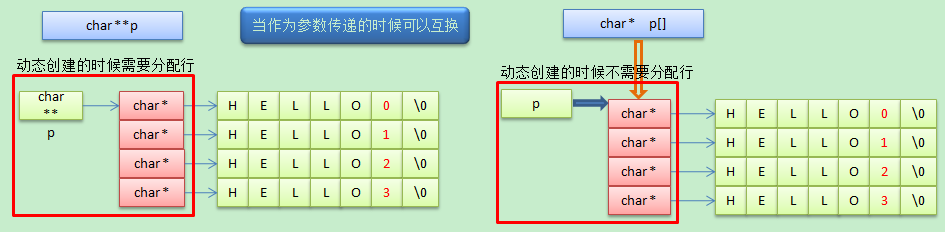 char**p
当作为参数传递的时候可以互换
char* p[]
动态创建的时候需要分配行
char
**
p
char*
H E L L O 0 \0
char*
H E L L O 1 \0
char*
H E L L O 2 \0
char*
H E L L O 3 \0
动态创建的时候不需要分配行
p
char*
H E L L O 0 \0
char*
H E L L O 1 \0
char*
H E L L O 2 \0
char*
H E L L O 3 \0